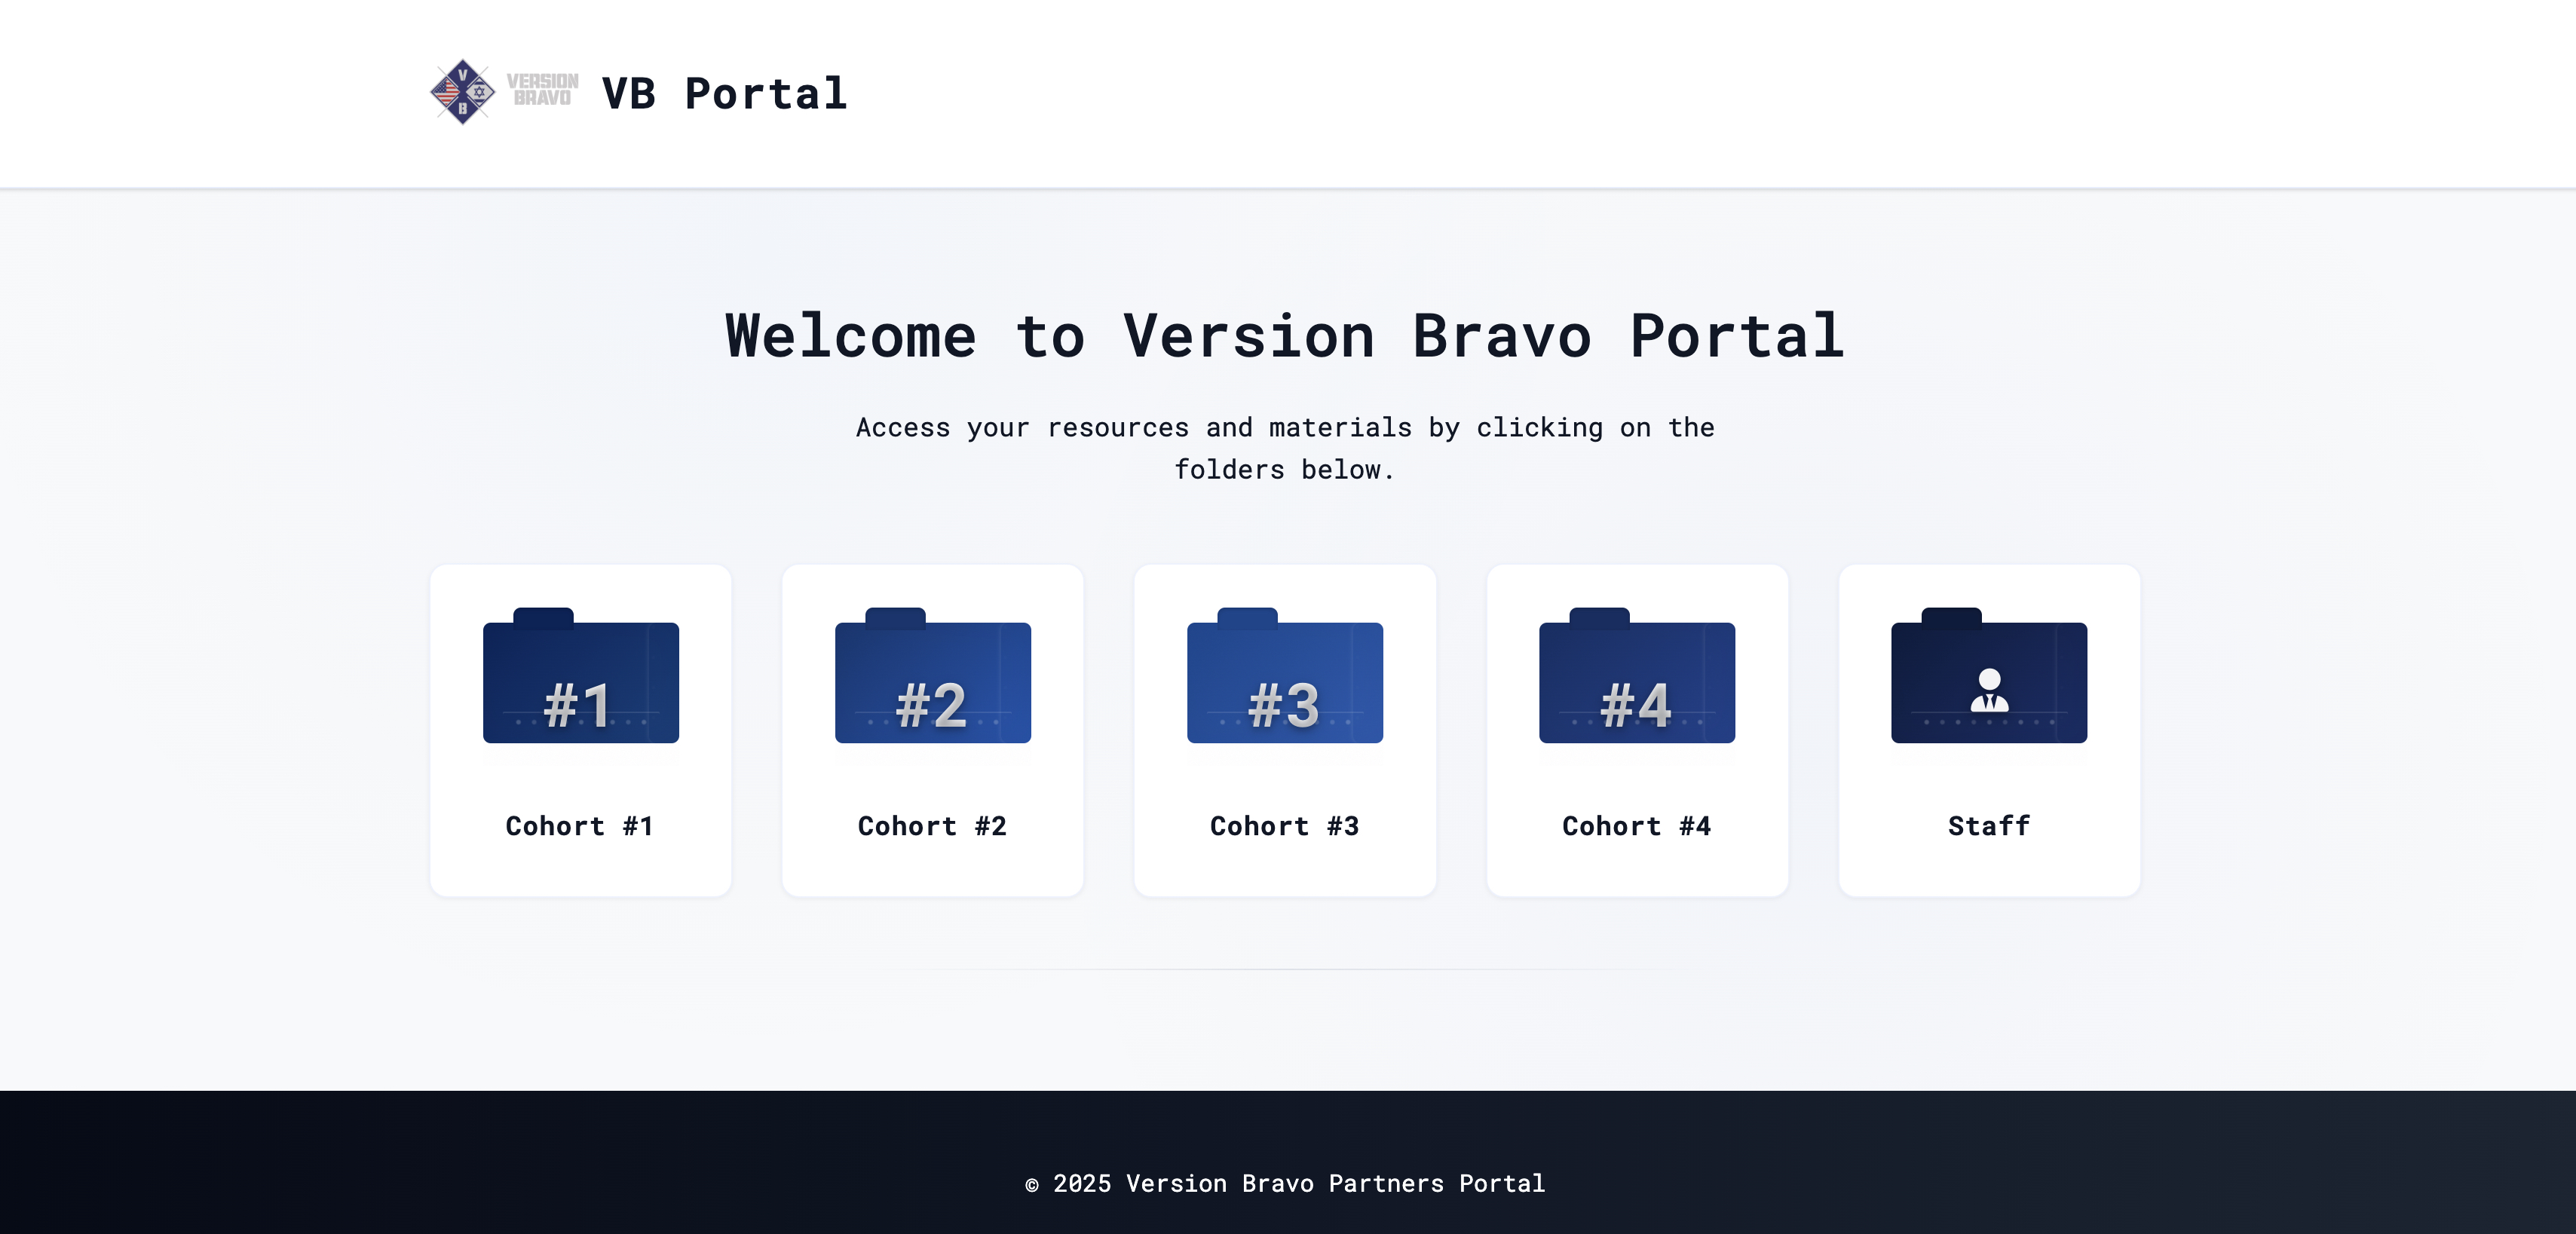 V
B
VERSION
BRAVO
VB Portal
Welcome to Version Bravo Portal
Access your resources and materials by clicking on the
folders below.
#1
#2
#3
#4
Cohort #1
Cohort #2
Cohort #3
Cohort #4
Staff
© 2025 Version Bravo Partners Portal